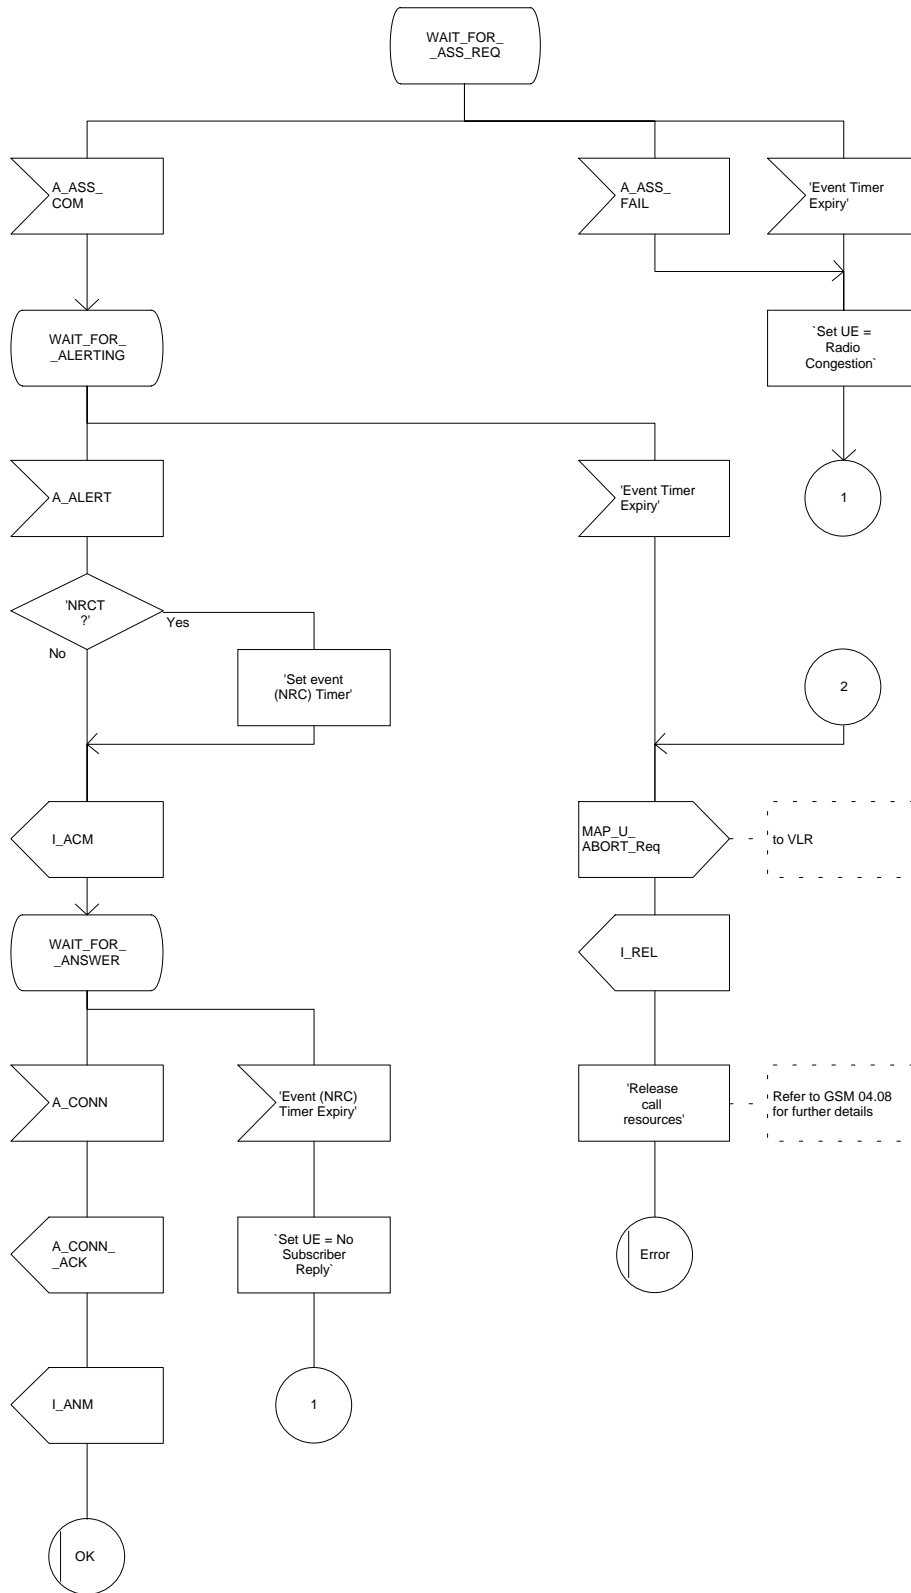 WAIT_FOR_
_ASS_REQ
A_ASS_
COM
A_ASS_
FAIL
'Event Timer
Expiry'
WAIT_FOR_
_ALERTING
`Set UE =
Radio
Congestion`
A_ALERT
'Event Timer
Expiry'
1
'NRCT
?'
Yes
No
'Set event
(NRC) Timer'
2
I_ACM
MAP_U_
ABORT_Req
to VLR
WAIT_FOR_
_ANSWER
I_REL
A_CONN
'Event (NRC)
Timer Expiry'
'Release
call
resources'
Refer to GSM 04.08
for further details
A_CONN_
_ACK
`Set UE = No
Subscriber
Reply`
Error
I_ANM
1
OK